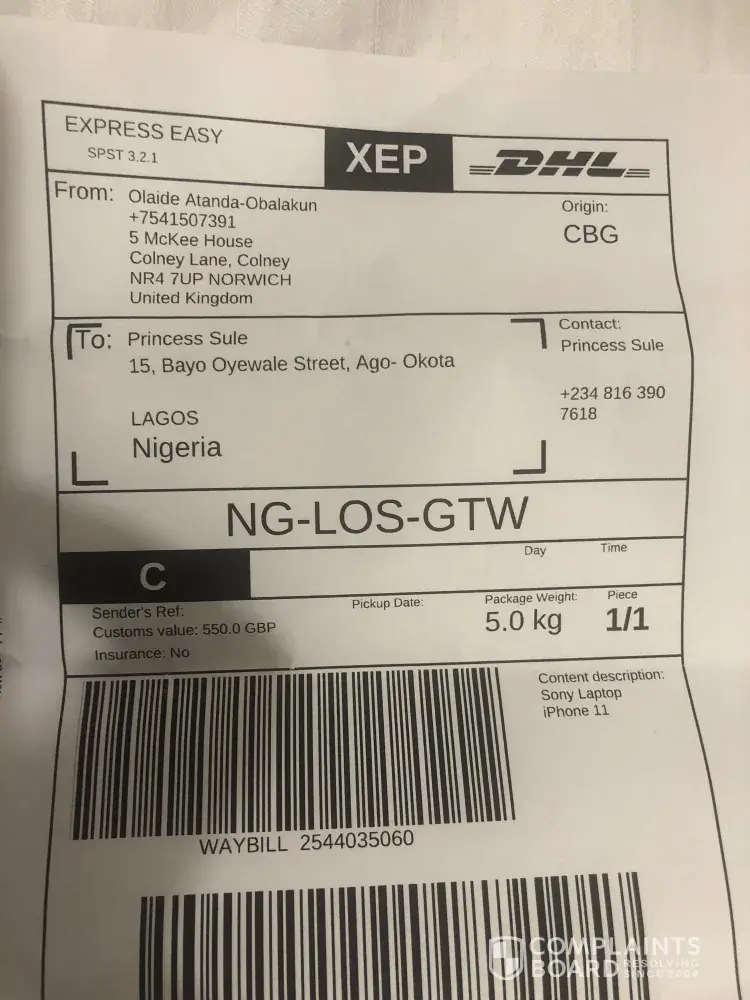 EXPRESS EASY
SPST 3.2.1
XEP
DHL
From: Olaide Atanda-Obalakun
+7541507391
5 McKee House
Colney Lane, Colney
NR4 7UP NORWICH
United Kingdom
Origin:
CBG
To: Princess Sule
15, Bayo Oyewale Street, Ago- Okota
LAGOS
Nigeria
Contact:
Princess Sule
+234 816 390
7618
NG-LOS-GTW
C
Day
Time
Sender's Ref:
Customs value: 550.0 GBP
Insurance: No
Pickup Date:
Package Weight:
5.0 kg
Piece
1/1
Content description:
Sony Laptop
iPhone 11
WAYBILL 2544035060
COMPLAINTS
BOARD RESOLVING
SINCE 2004